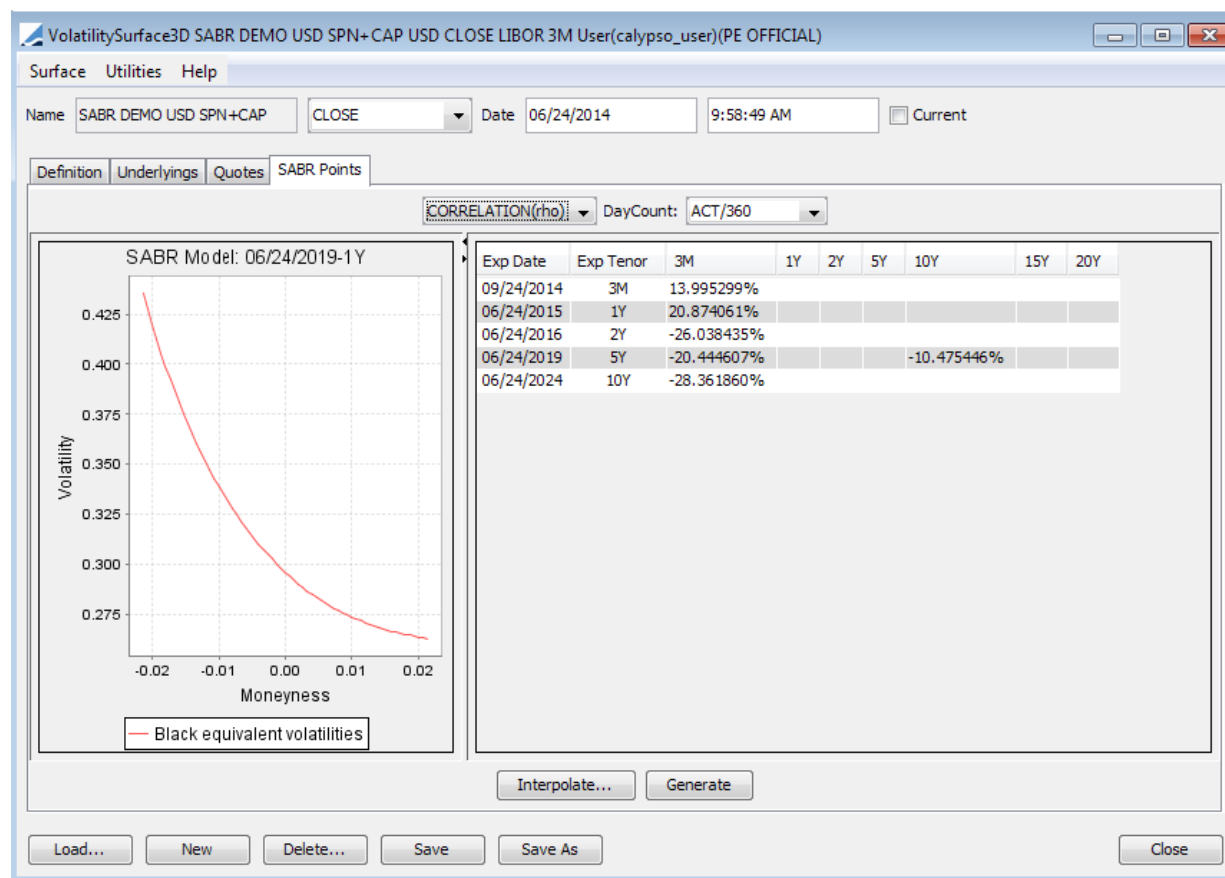 VolatilitySurface3D SABR DEMO USD SPN+CAP USD CLOSE LIBOR 3M User(calypso_user)(PE OFFICIAL)
Surface Utilities Help
Name SABR DEMO USD SPN+CAP CLOSE Date 06/24/2014 9:58:49 AM Current
Definition Underlyings Quotes SABR Points
CORRELATION(rho) DayCount: ACT/360
SABR Model: 06/24/2019-1Y
0.425
0.400
0.375
0.350
0.325
0.300
0.275
Volatility
-0.02 -0.01 0.00 0.01 0.02
Moneyness
Black equivalent volatilities
Exp Date Exp Tenor 3M 1Y 2Y 5Y 10Y 15Y 20Y
09/24/2014 3M 13.995299%
06/24/2015 1Y 20.874061%
06/24/2016 2Y -26.038435%
06/24/2019 5Y -20.444607% -10.475446%
06/24/2024 10Y -28.361860%
Interpolate... Generate
Load... New Delete... Save Save As Close